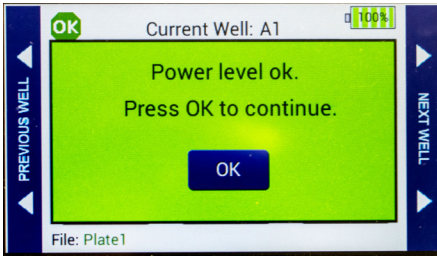 OK
Current Well: A1
100%
Power level ok.
Press OK to continue.
OK
PREVIOUS WELL
NEXT WELL
File: Plate1